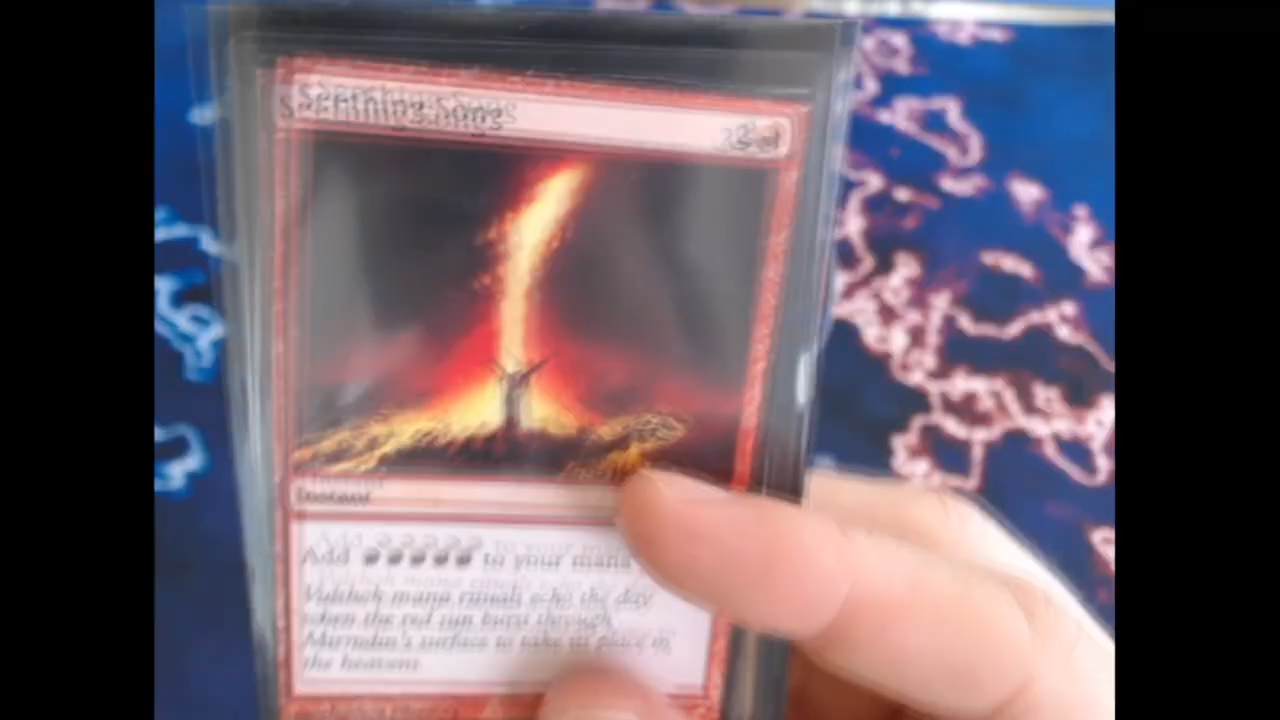 Seething Song
Instant
Add to your mana
Vulshok mana rituals echo the day
when the red sun burst through
Mirrodin's surface to take its place in
the heavens